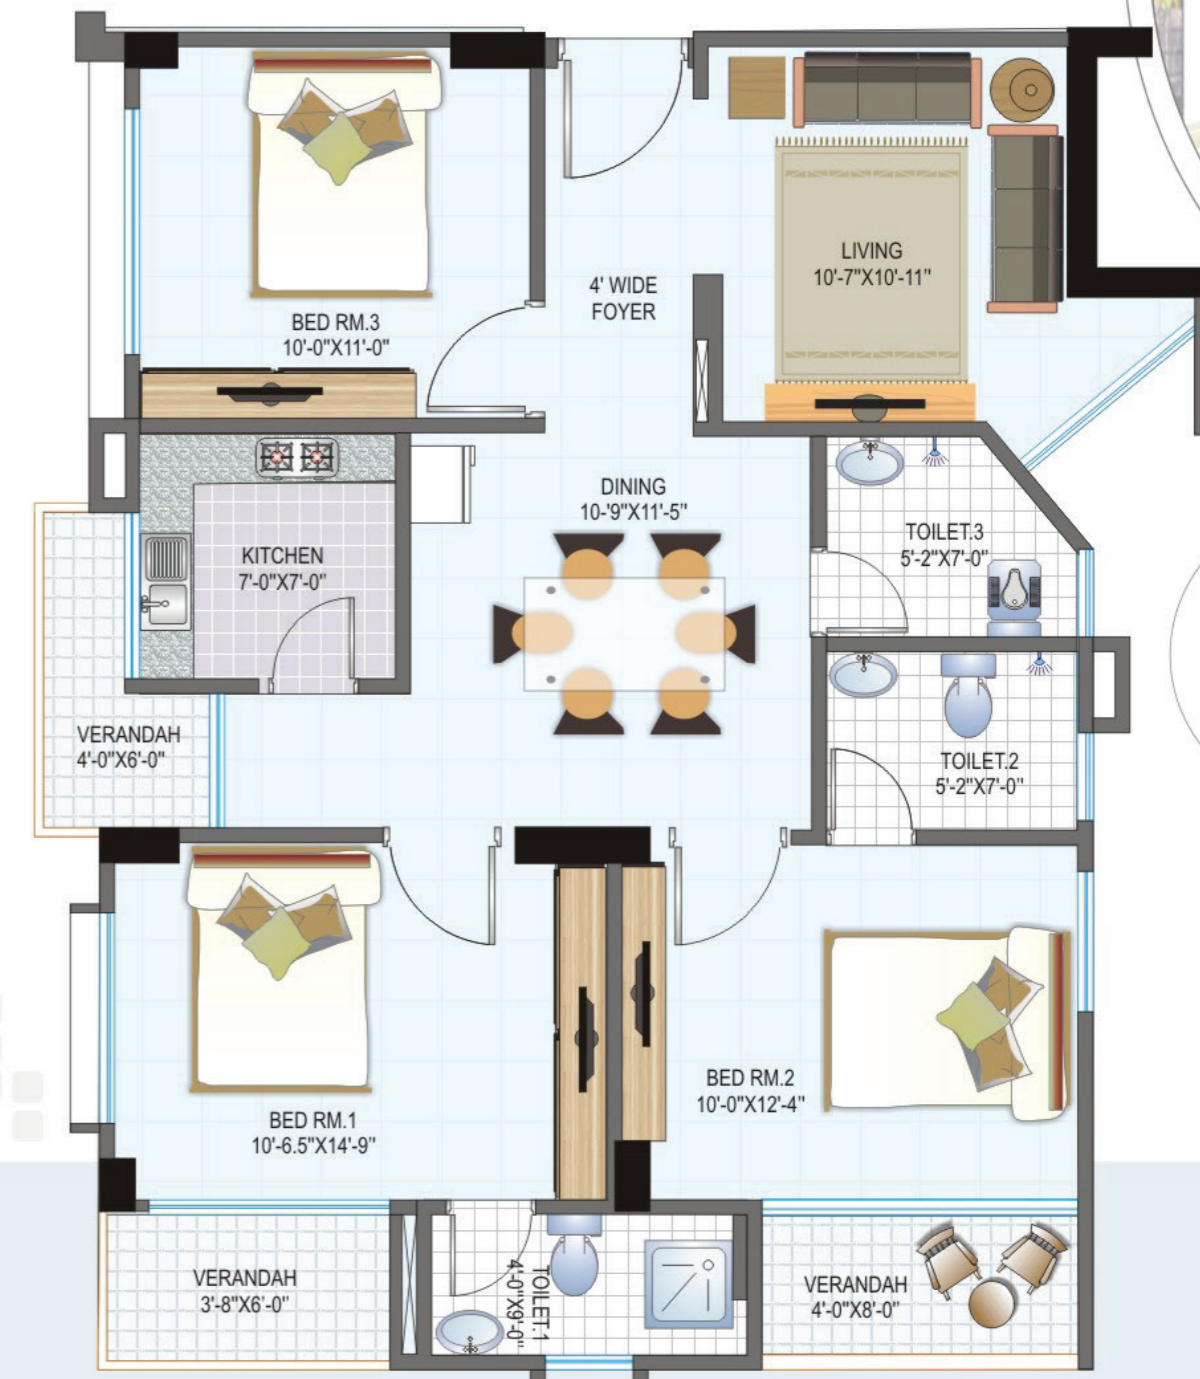 LIVING
10'-7"X10'-11"
4' WIDE
FOYER
BED RM.3
10'-0"X11'-0"
DINING
10-'9"X11'-5"
TOILET.3
5'-2"X7'-0"
KITCHEN
7'-0"X7'-0"
VERANDAH
4'-0"X6'-0"
TOILET.2
5'-2"X7'-0"
BED RM.2
10'-0"X12'-4"
BED RM.1
10'-6.5"X14'-9"
VERANDAH
3'-8"X6'-0"
TOILET.1
4'-0"X9'-0"
VERANDAH
4'-0"X8'-0"